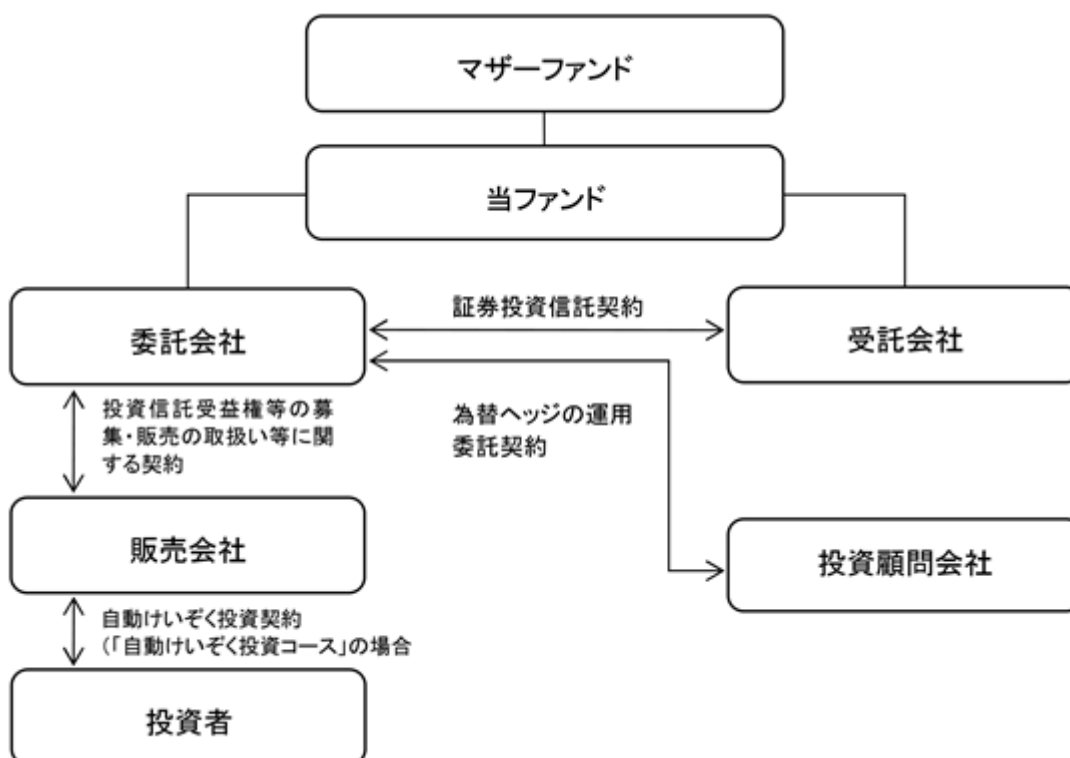 マザーファンド
当ファンド
委託会社
証券投資信託契約
受託会社
投資信託受益権等の募
集・販売の取扱い等に関
する契約
為替ヘッジの運用
委託契約
販売会社
投資顧問会社
自動けいぞく投資契約
(「自動けいぞく投資コース」の場合
投資者